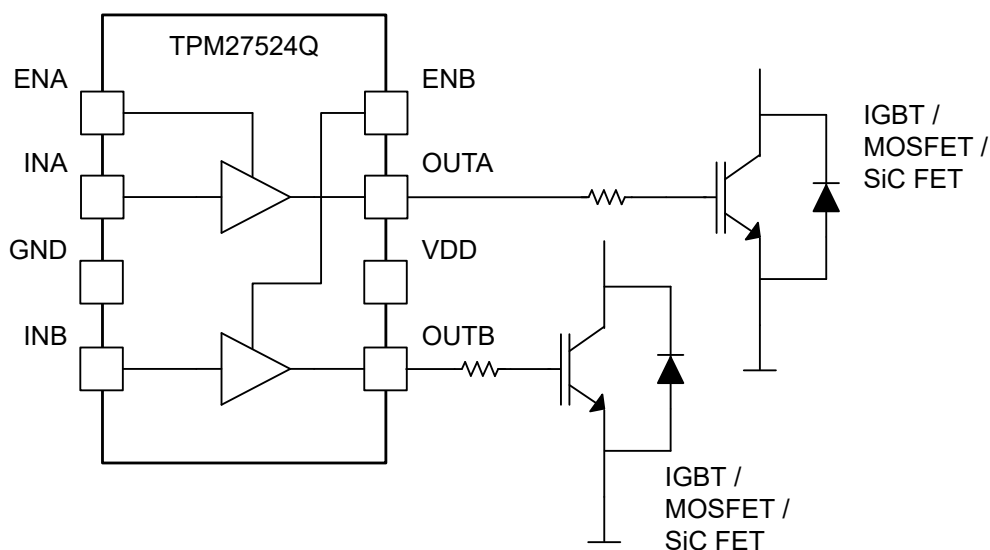 TPM27524Q
ENA
ENB
INA
OUTA
GND
VDD
INB
OUTB
IGBT /
MOSFET /
SiC FET
IGBT /
MOSFET /
SiC FET